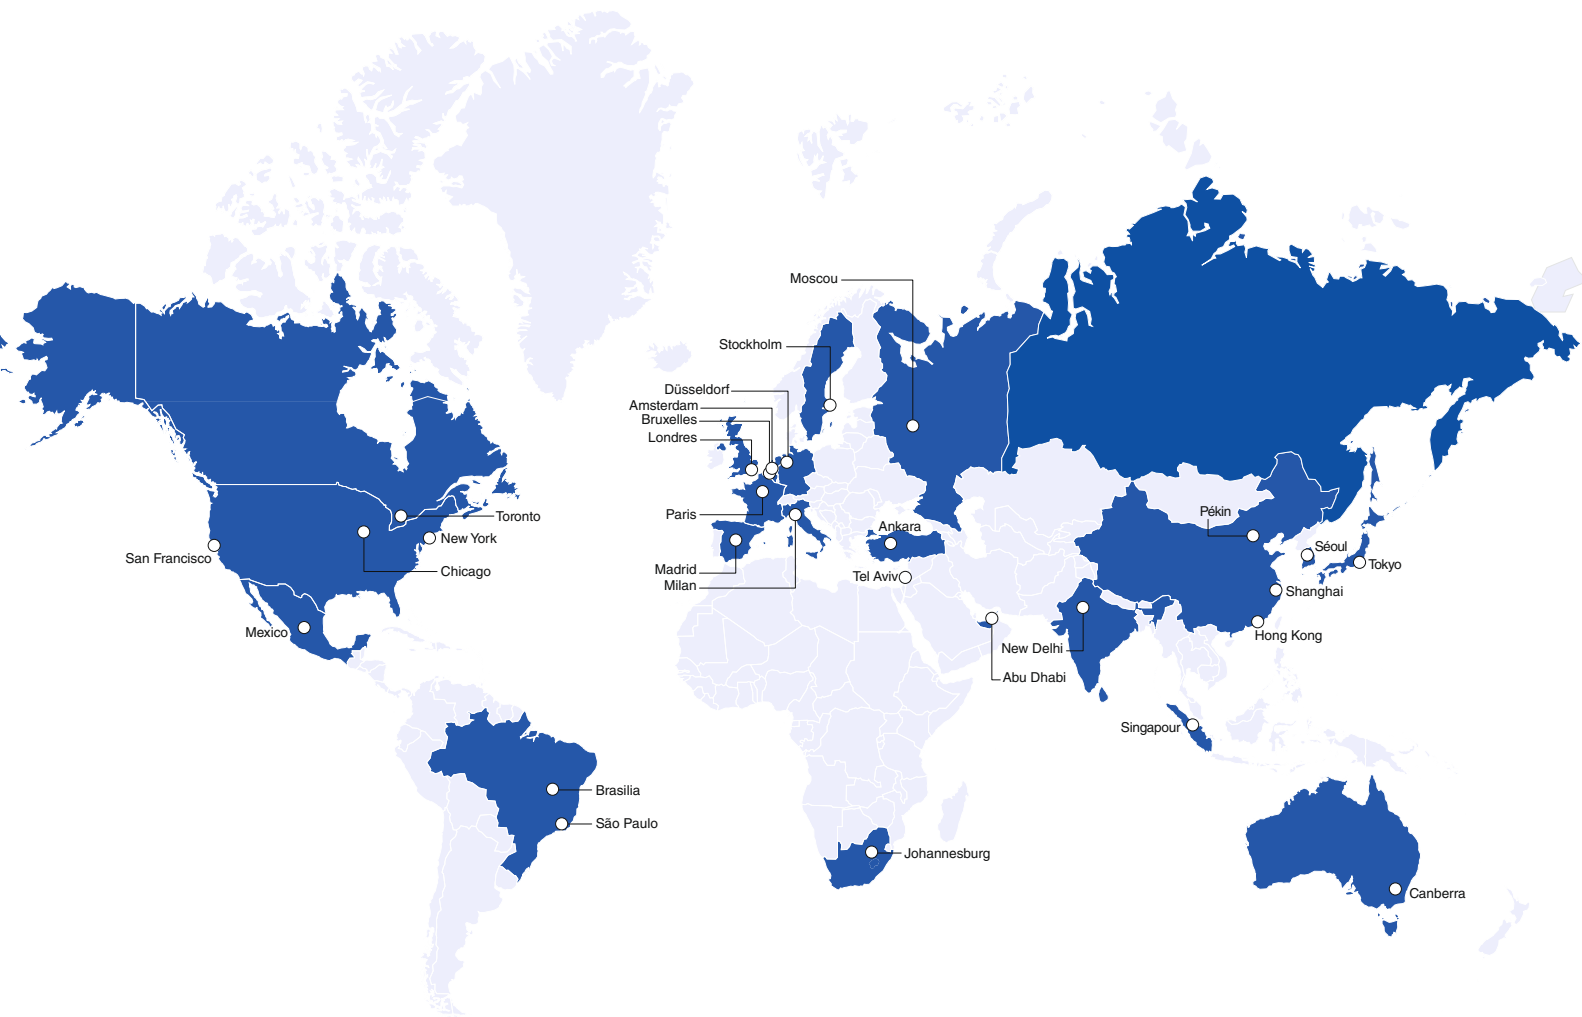 Moscou
Stockholm
Düsseldorf
Amsterdam
Bruxelles
Londres
Paris
Toronto
New York
San Francisco
Chicago
Madrid
Milan
Ankara
Tel Aviv
Pékin
Séoul
Tokyo
Shanghai
Hong Kong
Mexico
New Delhi
Abu Dhabi
Singapour
Brasilia
São Paulo
Johannesburg
Canberra